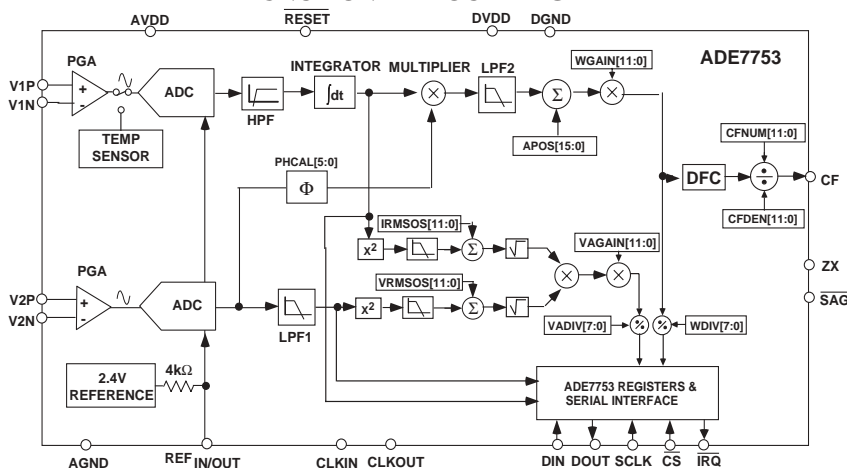 AVDD
RESET
DVDD
DGND
ADE7753
PGA
INTEGRATOR
MULTIPLIER
LPF2
WGAIN[11:0]
V1P
V1N
+
-
ADC
∫dt
×
Σ
×
HPF
TEMP
SENSOR
APOS[15:0]
CFNUM[11:0]
PHCAL[5:0]
Φ
DFC
÷
CF
CFDEN[11:0]
IRMSOS[11:0]
VAGAIN[11:0]
x²
Σ
√
ZX
PGA
VRMSOS[11:0]
×
×
V2P
V2N
+
-
ADC
x²
Σ
√
SAG
LPF1
VADIV[7:0]
%
%
WDIV[7:0]
2.4V
REFERENCE
4kΩ
ADE7753 REGISTERS &
SERIAL INTERFACE
AGND
REF IN/OUT
CLKIN
CLKOUT
DIN
DOUT
SCLK
CS
IRQ